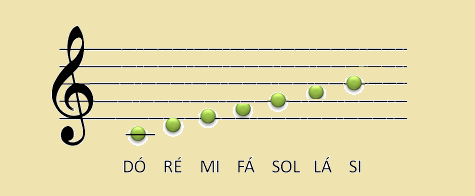 DÓ RÉ MI FÁ SOL LÁ SI